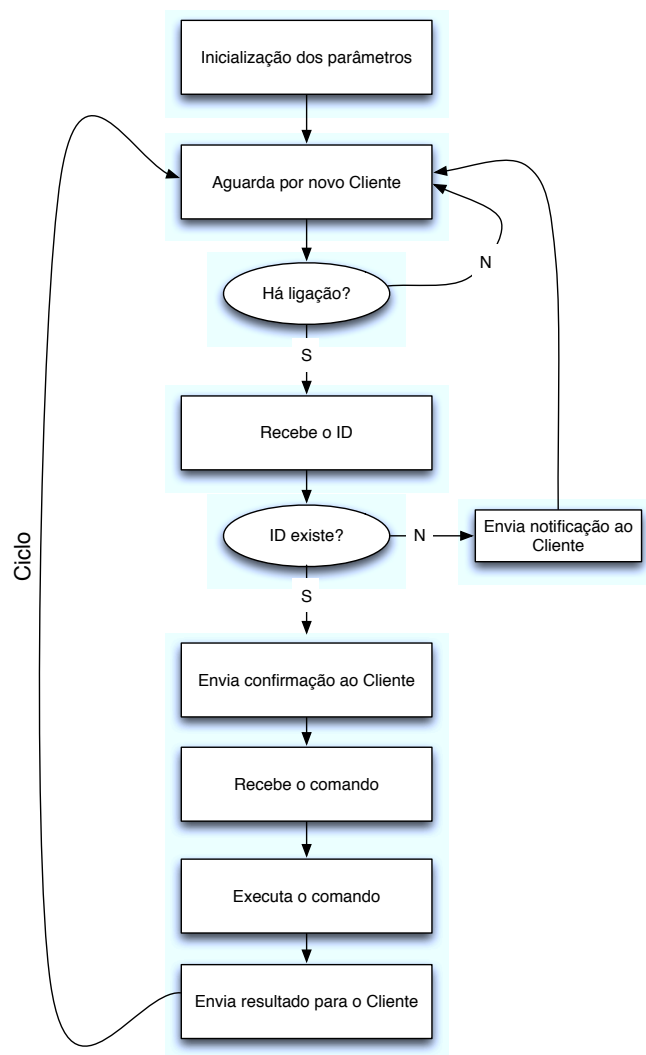 Inicialização dos parâmetros
Aguarda por novo Cliente
N
Há ligação?
S
Recebe o ID
ID existe?
N
Envia notificação ao
Cliente
Ciclo
S
Envia confirmação ao Cliente
Recebe o comando
Executa o comando
Envia resultado para o Cliente